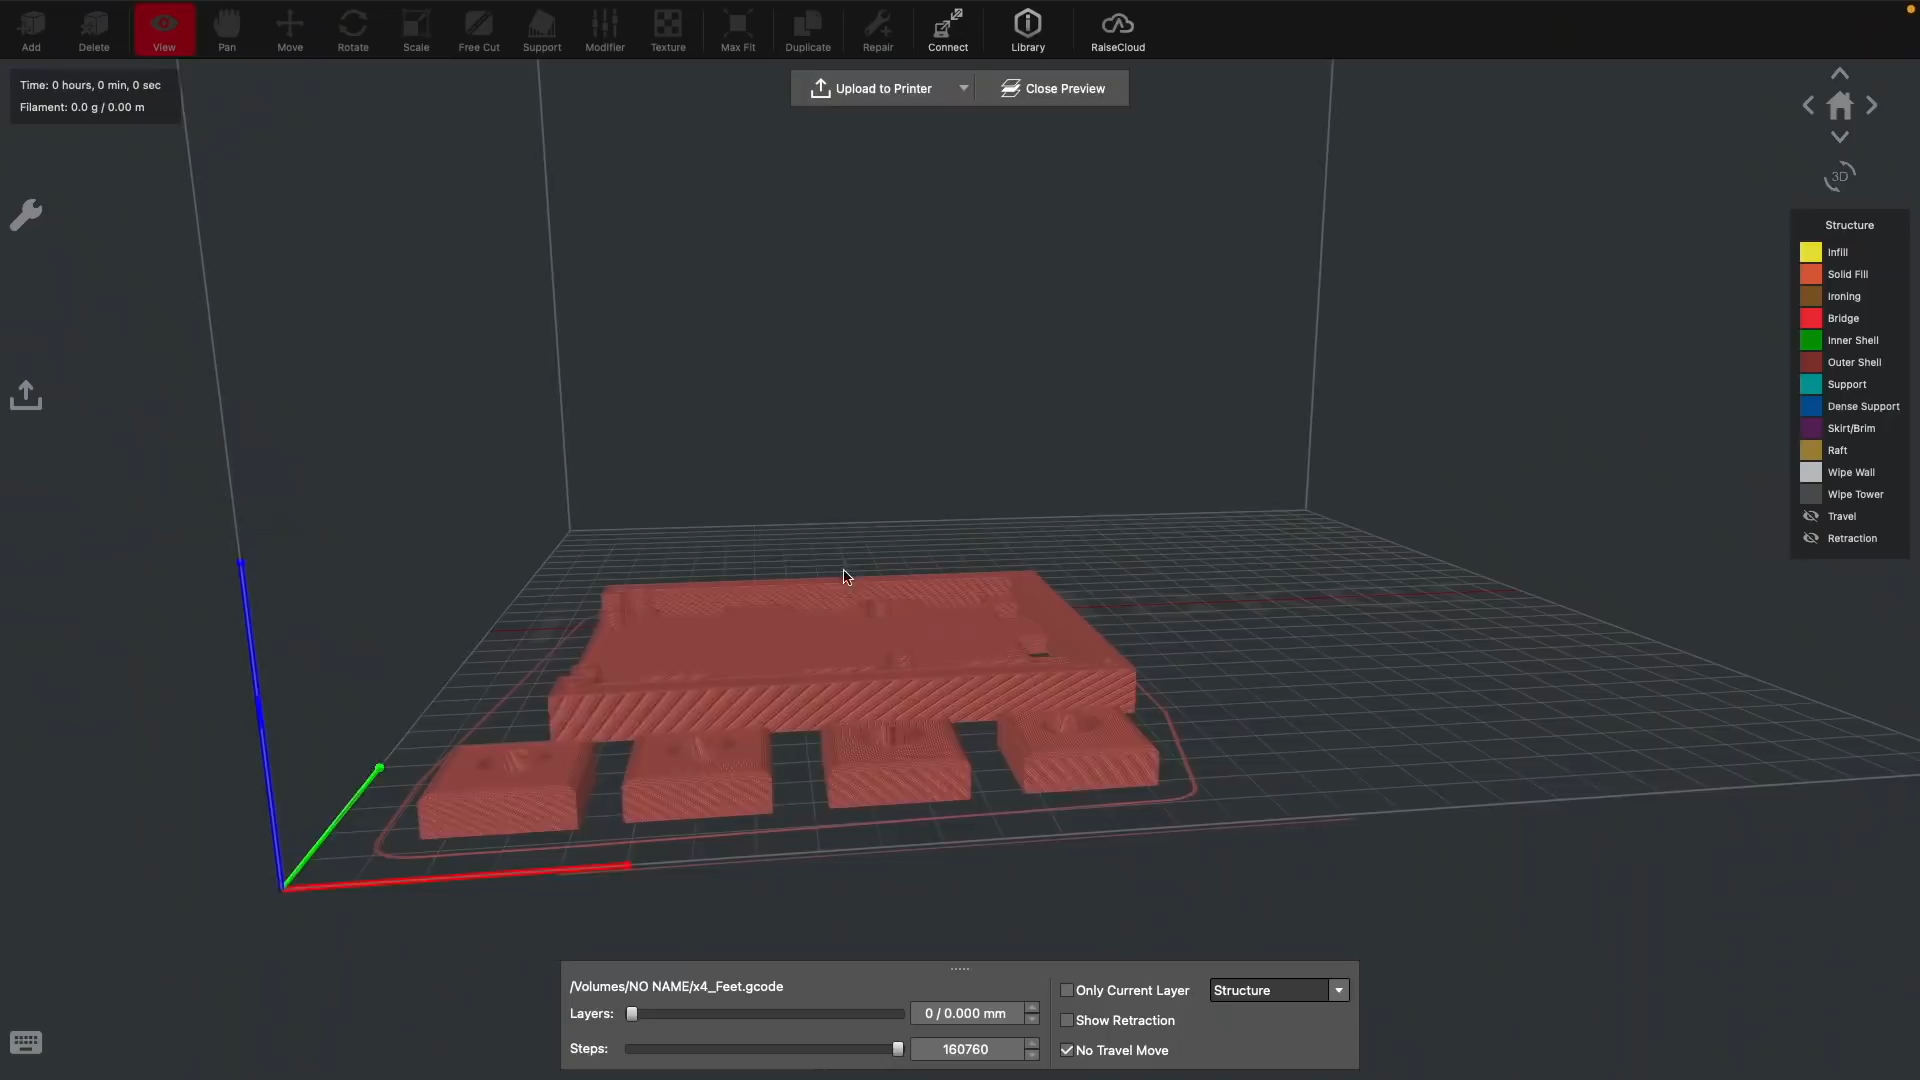 Add Delete View Pan Move Rotate Scale Free Cut Support Modifier Texture Max Fit Duplicate Repair Connect Library RaiseCloud
Time: 0 hours, 0 min, 0 sec
Filament: 0.0 g / 0.00 m
Upload to Printer Close Preview
3D
Structure
Infill
Solid Fill
Ironing
Bridge
Inner Shell
Outer Shell
Support
Dense Support
Skirt/Brim
Raft
Wipe Wall
Wipe Tower
Travel
Retraction
/Volumes/NO NAME/x4_Feet.gcode
Layers: 0 / 0.000 mm
Steps: 160760
Only Current Layer Structure
Show Retraction
No Travel Move